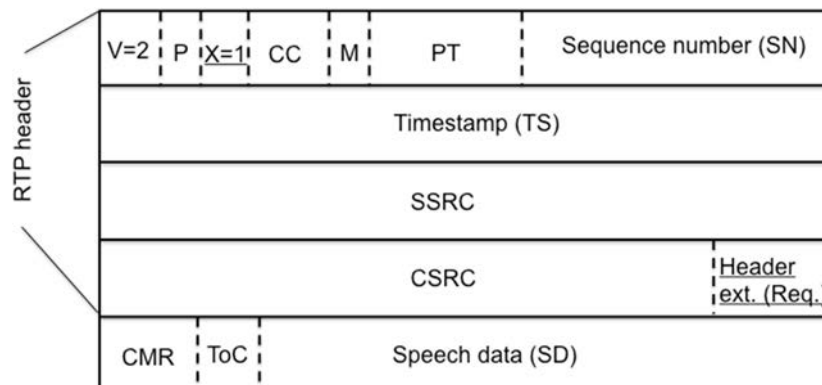 RTP header
V=2 P X=1 CC M PT Sequence number (SN)
Timestamp (TS)
SSRC
CSRC
Header
ext. (Req.)
CMR ToC Speech data (SD)